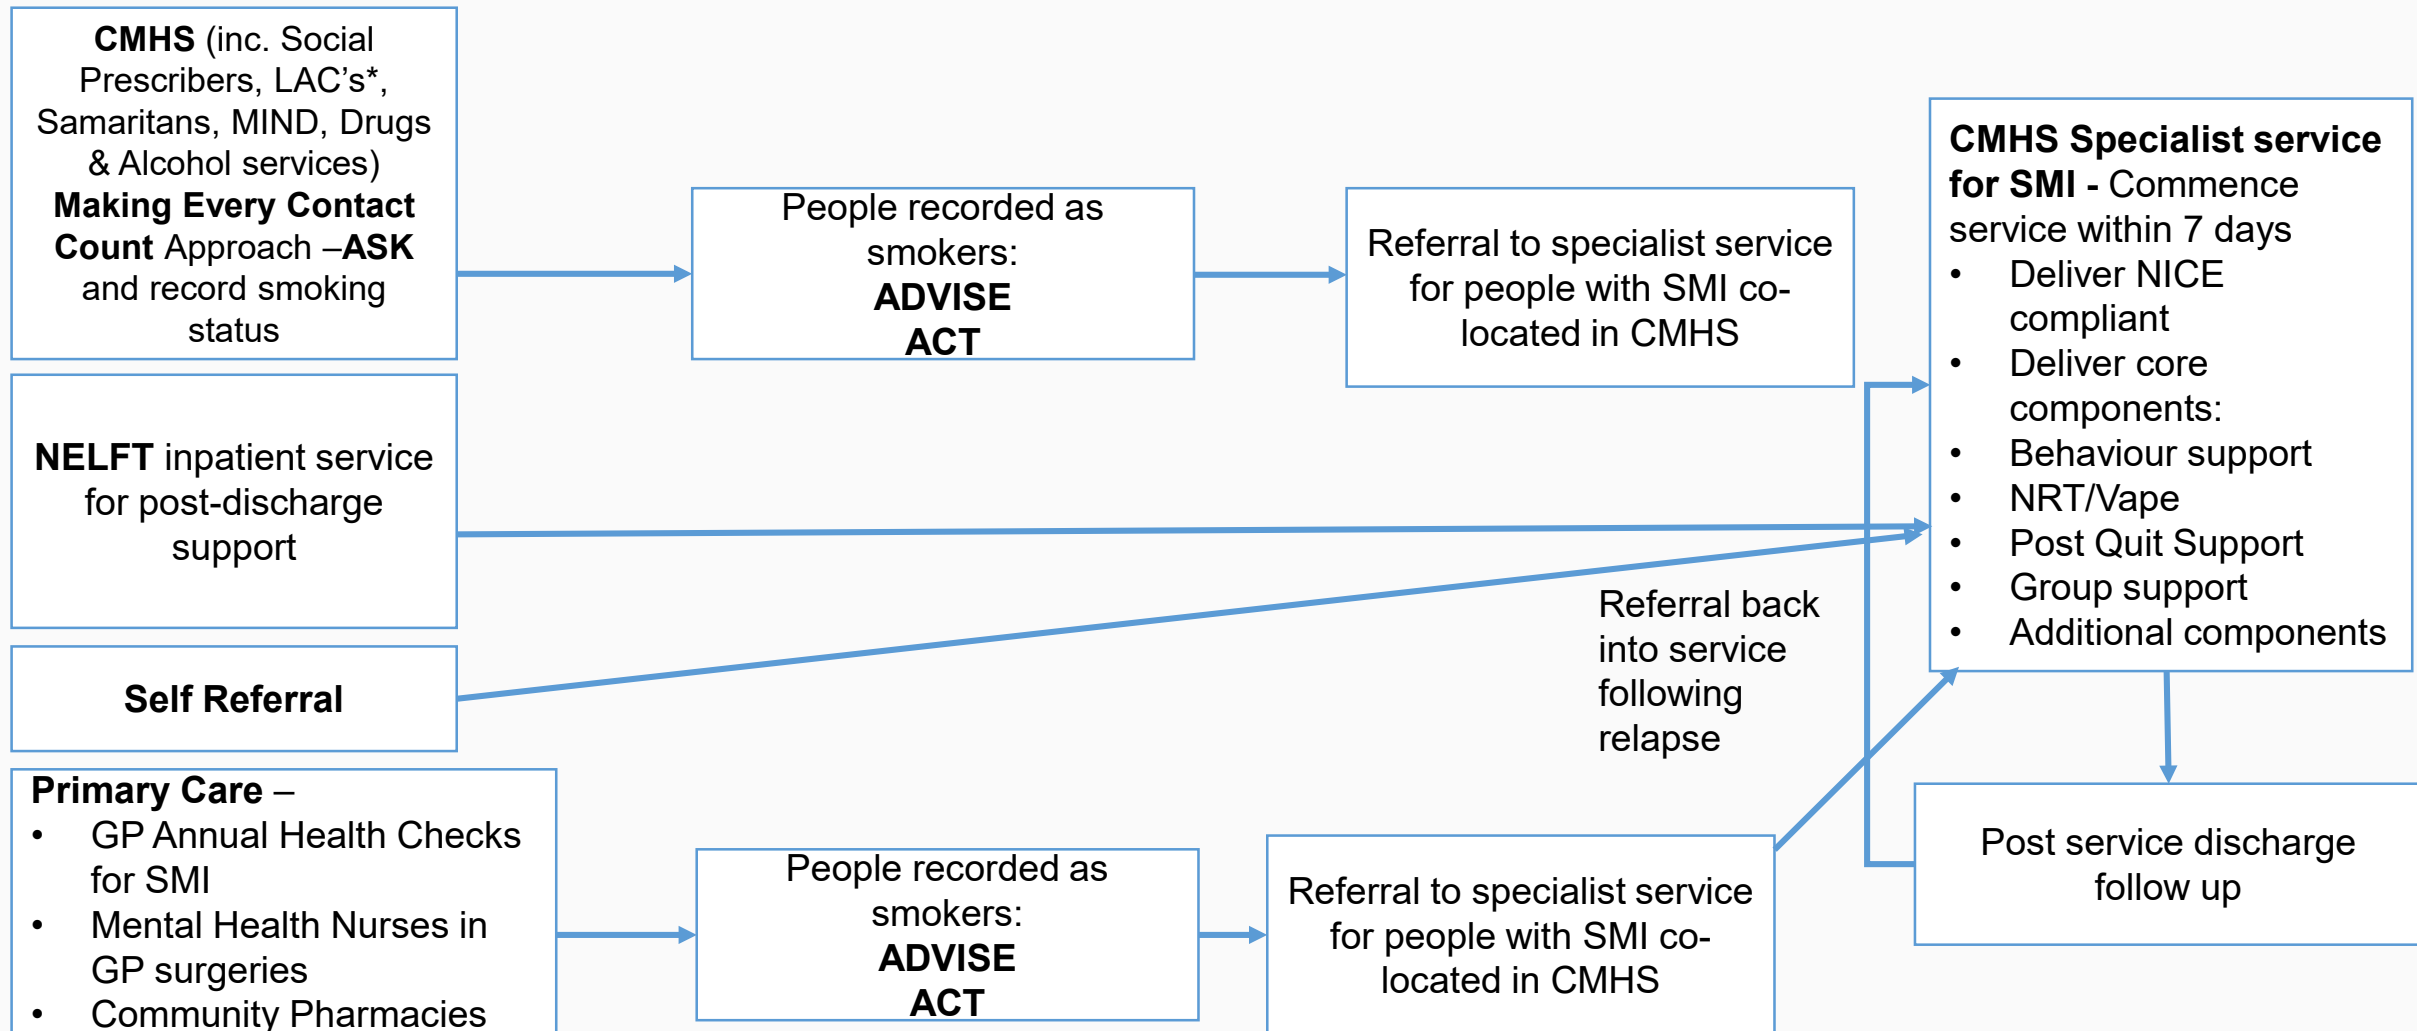 CMHS (inc. Social
Prescribers, LAC’s*,
Samaritans, MIND, Drugs
& Alcohol services)
Making Every Contact
Count Approach –ASK
and record smoking
status
People recorded as
smokers:
ADVISE
ACT
Referral to specialist service
for people with SMI co-
located in CMHS
CMHS Specialist service
for SMI - Commence
service within 7 days
• Deliver NICE
compliant
• Deliver core
components:
• Behaviour support
• NRT/Vape
• Post Quit Support
• Group support
• Additional components
NELFT inpatient service
for post-discharge
support
Self Referral
Referral back
into service
following
relapse
Primary Care –
• GP Annual Health Checks
for SMI
• Mental Health Nurses in
GP surgeries
• Community Pharmacies
People recorded as
smokers:
ADVISE
ACT
Referral to specialist service
for people with SMI co-
located in CMHS
Post service discharge
follow up